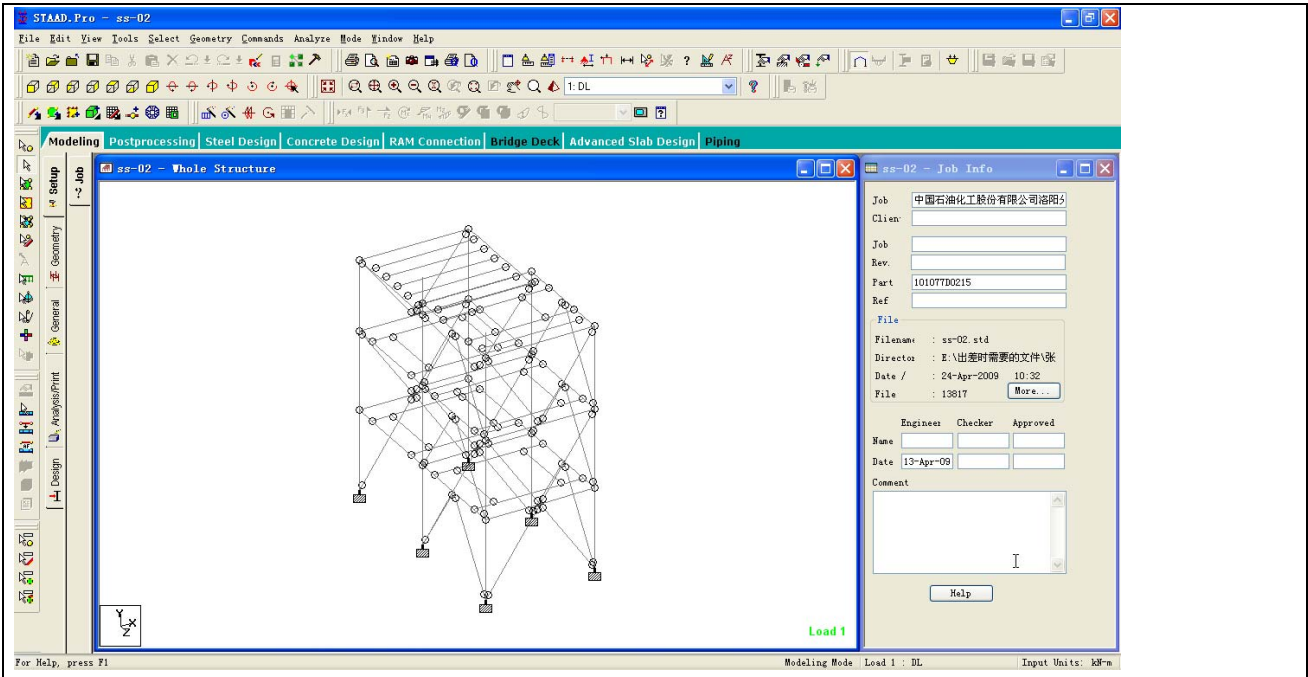 STAAD.Pro - ss-02
File Edit View Tools Select Geometry Commands Analyze Mode Window Help
1: DL
Modeling Postprocessing Steel Design Concrete Design RAM Connection Bridge Deck Advanced Slab Design Piping
Setup
Geometry
General
Analysis/Print
Design
Job
ss-02 - Whole Structure
Y
X
Z
Load 1
ss-02 - Job Info
Job 中国石油化工股份有限公司洛阳
Clien
Job
Rev.
Part 101077D0215
Ref
File
Filename : ss-02.std
Director : E:\出差时需要的文件\张
Date / : 24-Apr-2009 10:32
File : 13817 More...
Engineer Checker Approved
Name
Date 13-Apr-09
Comment
Help
For Help, press F1 Modeling Mode Load 1 : DL Input Units: kN-m